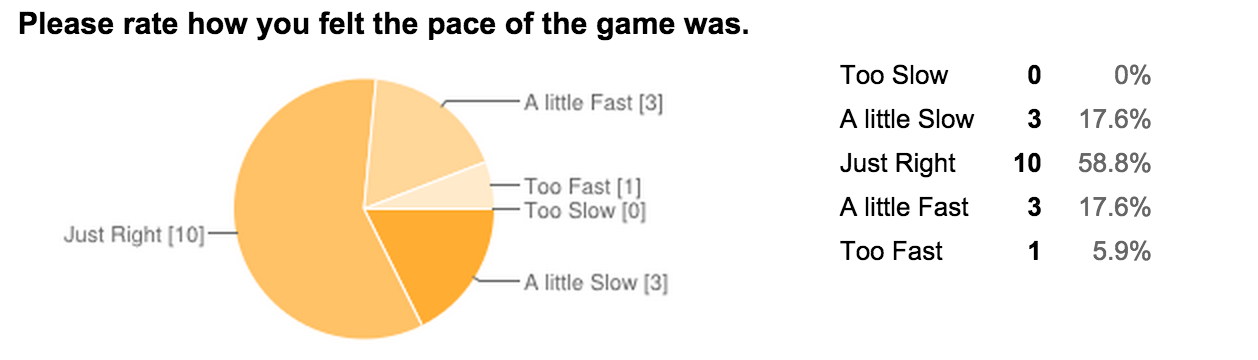 Please rate how you felt the pace of the game was.
A little Fast [3]
Too Fast [1]
Too Slow [0]
Just Right [10]
A little Slow [3]
Too Slow 0 0%
A little Slow 3 17.6%
Just Right 10 58.8%
A little Fast 3 17.6%
Too Fast 1 5.9%